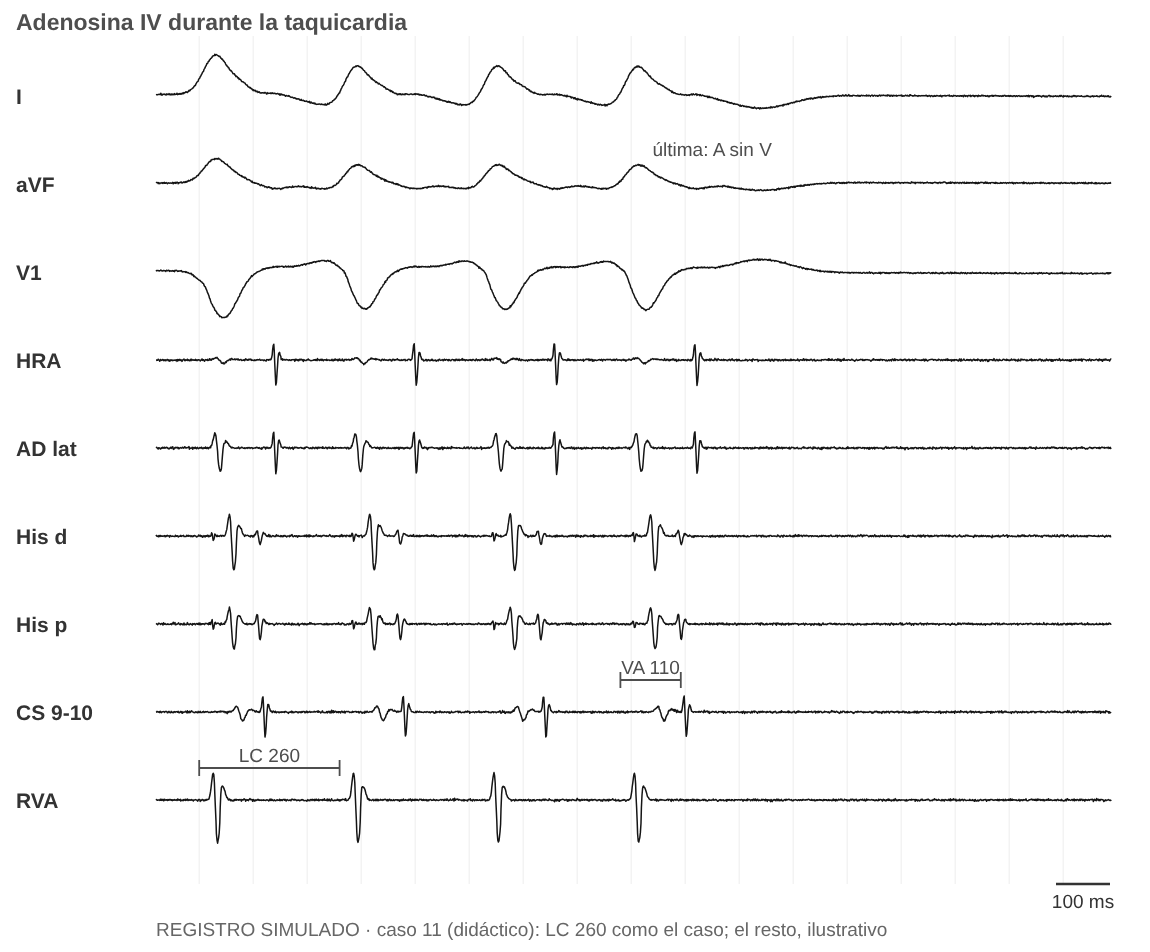 Adenosina IV durante la taquicardia
I
aVF
última: A sin V
V1
HRA
AD lat
His d
His p
VA 110
CS 9-10
LC 260
RVA
100 ms
REGISTRO SIMULADO · caso 11 (didáctico): LC 260 como el caso; el resto, ilustrativo